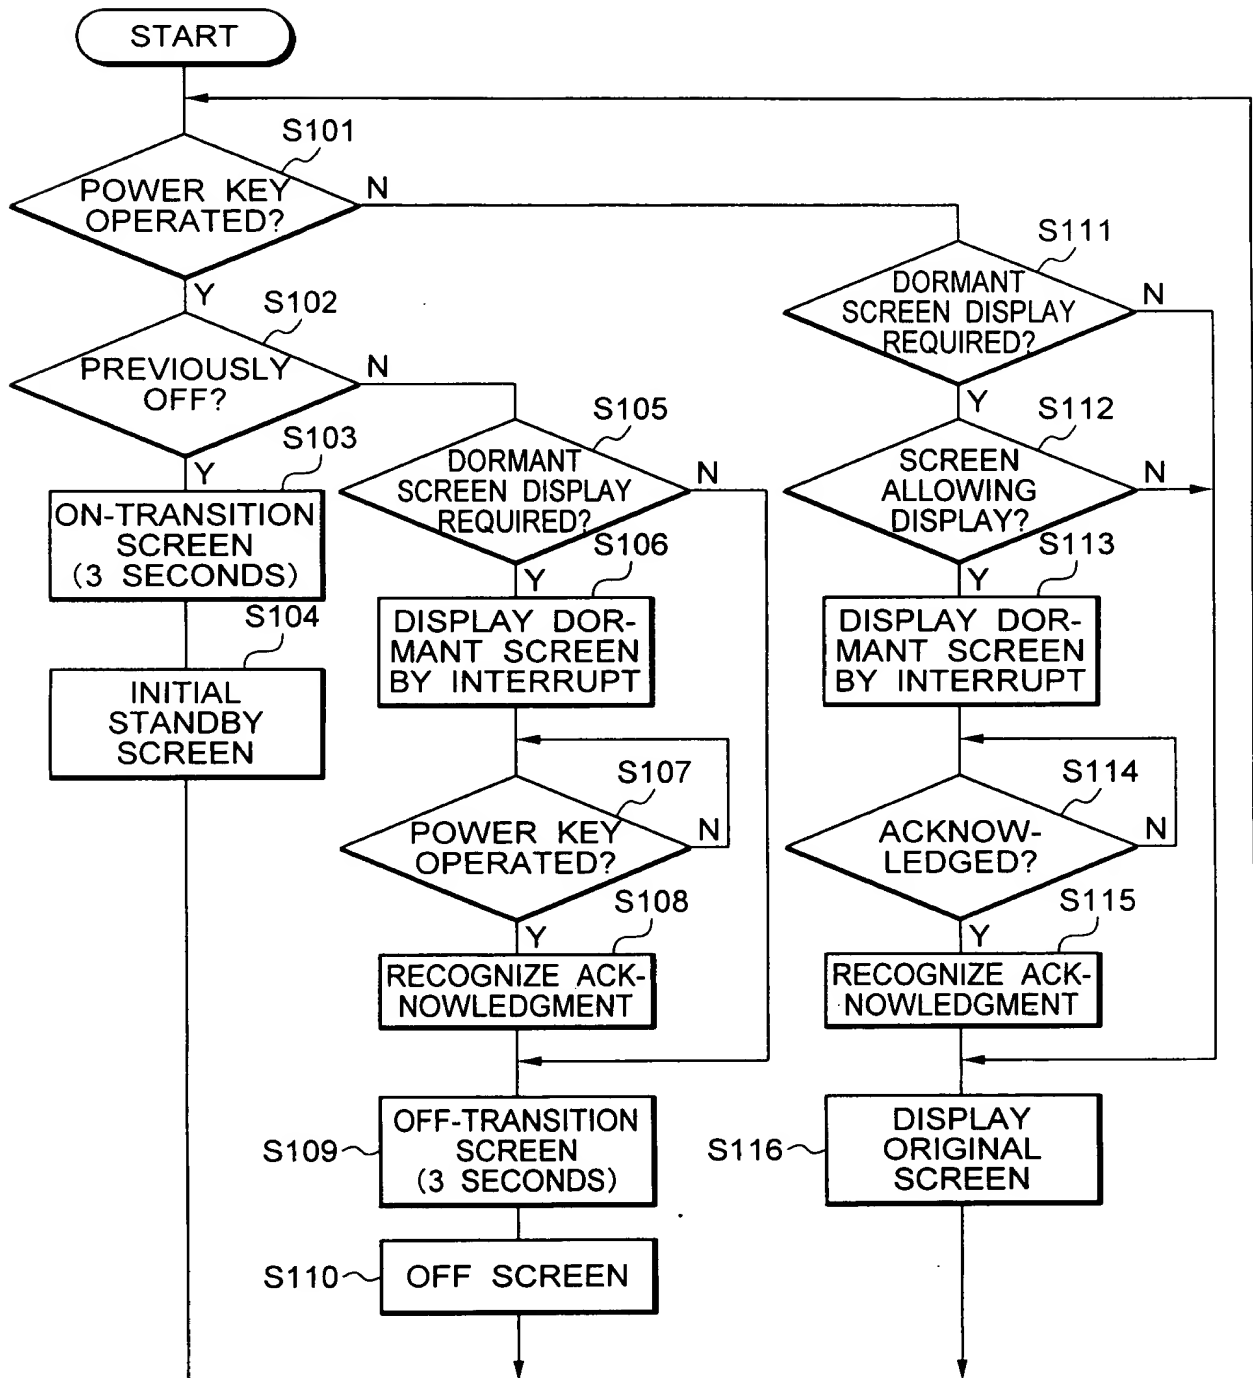 START
S101
POWER KEY
OPERATED?
N
Y
S102
PREVIOUSLY
OFF?
N
Y
S103
ON-TRANSITION
SCREEN
(3 SECONDS)
S104
INITIAL
STANDBY
SCREEN
S105
DORMANT
SCREEN DISPLAY
REQUIRED?
N
Y
S106
DISPLAY DOR-
MANT SCREEN
BY INTERRUPT
S107
POWER KEY
OPERATED?
N
Y
S108
RECOGNIZE ACK-
NOWLEDGMENT
S109
OFF-TRANSITION
SCREEN
(3 SECONDS)
S110
OFF SCREEN
S111
DORMANT
SCREEN DISPLAY
REQUIRED?
N
Y
S112
SCREEN
ALLOWING
DISPLAY?
N
Y
S113
DISPLAY DOR-
MANT SCREEN
BY INTERRUPT
S114
ACKNOW-
LEDGED?
N
Y
S115
RECOGNIZE ACK-
NOWLEDGMENT
S116
DISPLAY
ORIGINAL
SCREEN